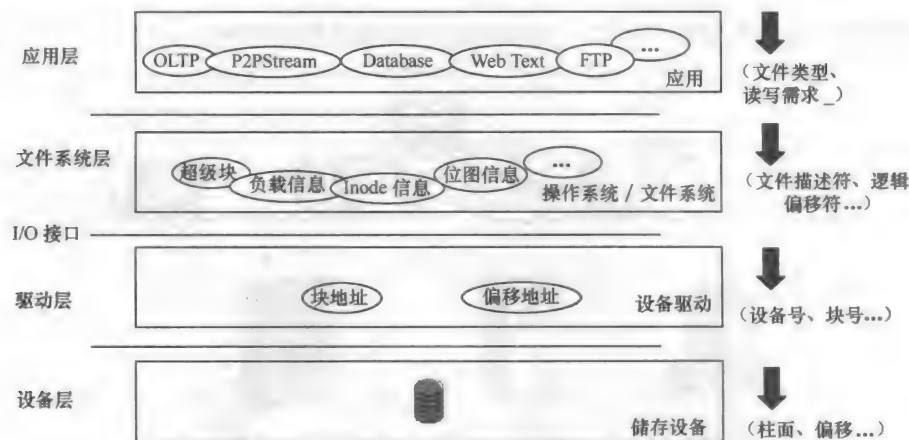 应用层
OLTP P2PStream Database Web Text FTP ...
应用
(文件类型、
读写需求_)
文件系统层
超级块 负载信息 Inode 信息 位图信息 ...
操作系统 / 文件系统
(文件描述符、逻辑
偏移符...)
I/O 接口
驱动层
块地址 偏移地址
设备驱动
(设备号、块号...)
设备层
储存设备
(柱面、偏移...)